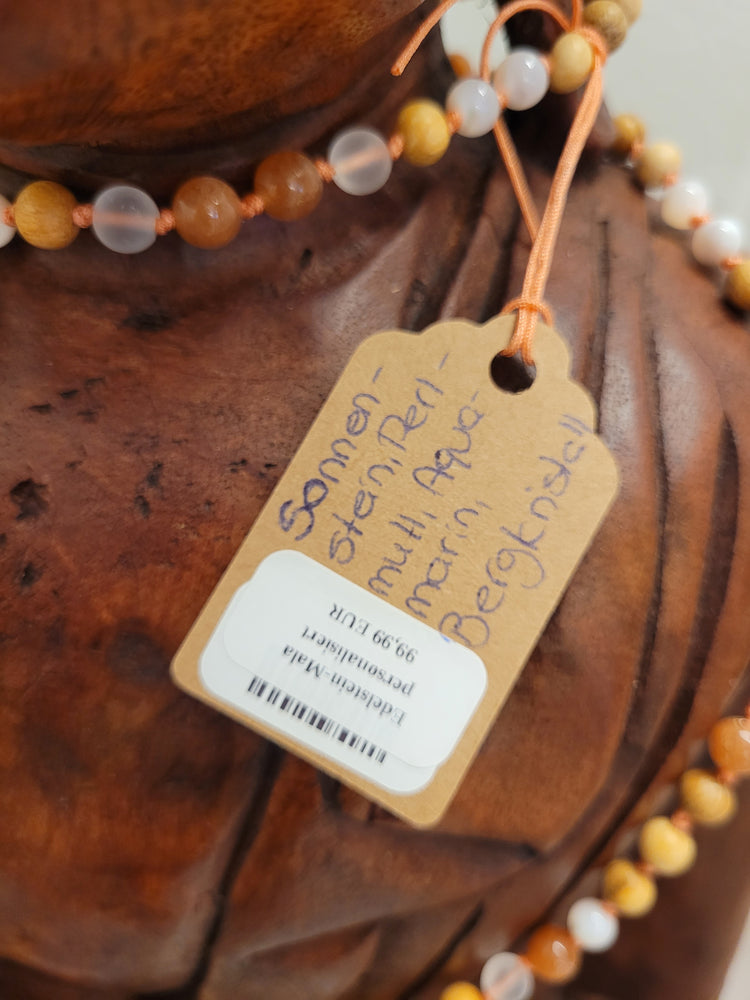 Sonnen-
stein, Perl-
mutt, Aqua-
marin,
Bergkristall
Edelstein-Mala
personalisiert
99,99 EUR